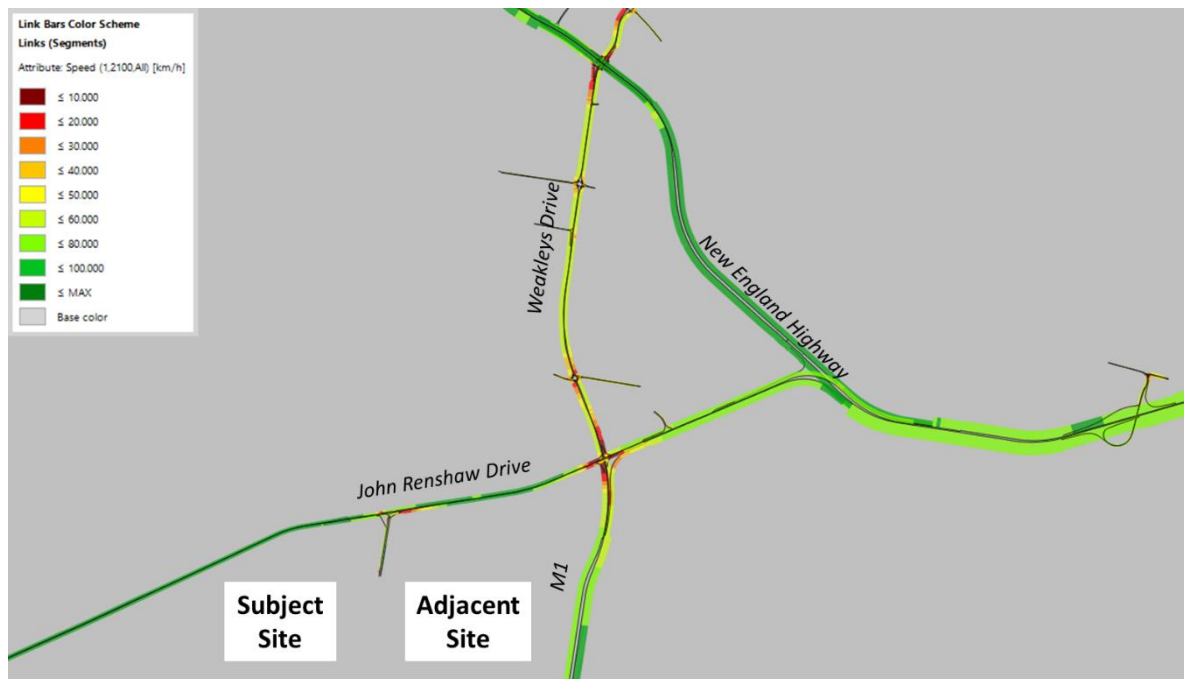 Link Bars Color Scheme
Links (Segments)
Attribute: Speed (1,2100,All) [km/h]
≤ 10.000
≤ 20.000
≤ 30.000
≤ 40.000
≤ 50.000
≤ 60.000
≤ 80.000
≤ 100.000
≤ MAX
Base color
Weakleys Drive
New England Highway
John Renshaw Drive
M1
Subject
Site
Adjacent
Site